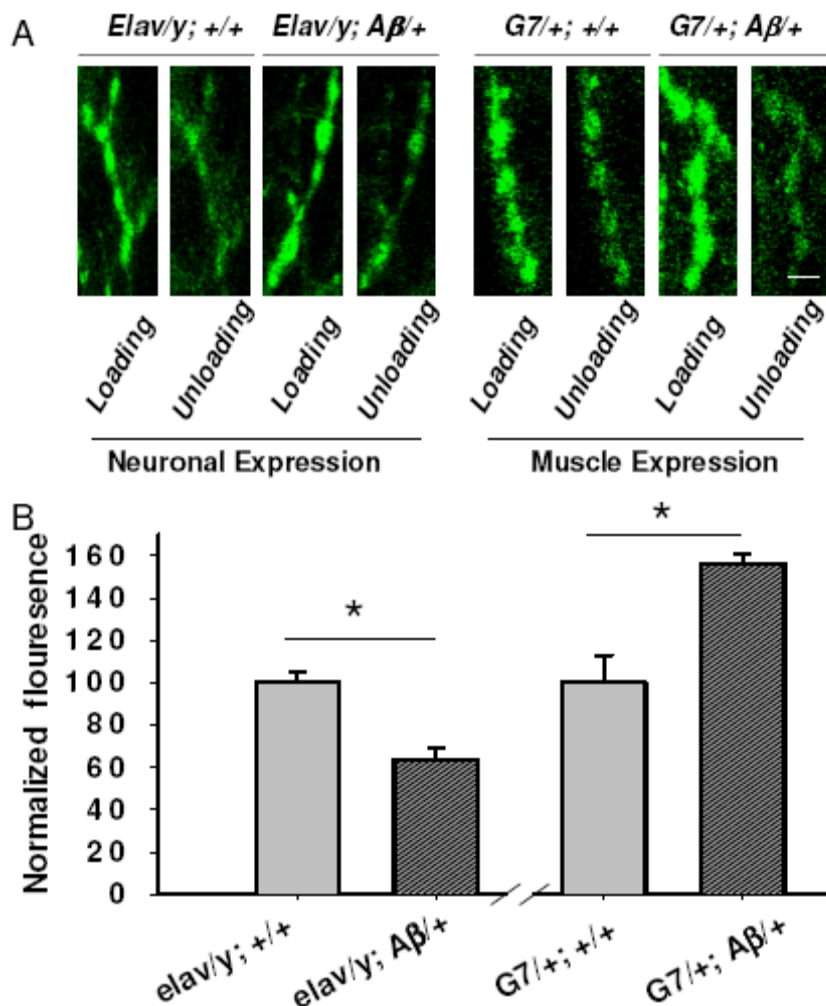 A
Elav/y; +/+ Elav/y; Aβ/+ G7/+; +/+ G7/+; Aβ/+
Loading Unloading Loading Unloading Loading Unloading Loading Unloading
Neuronal Expression Muscle Expression
B
Normalized flouresence
160
140
120
100
80
60
40
20
0
*
*
elav/y; +/+ elav/y; Aβ/+ G7/+; +/+ G7/+; Aβ/+